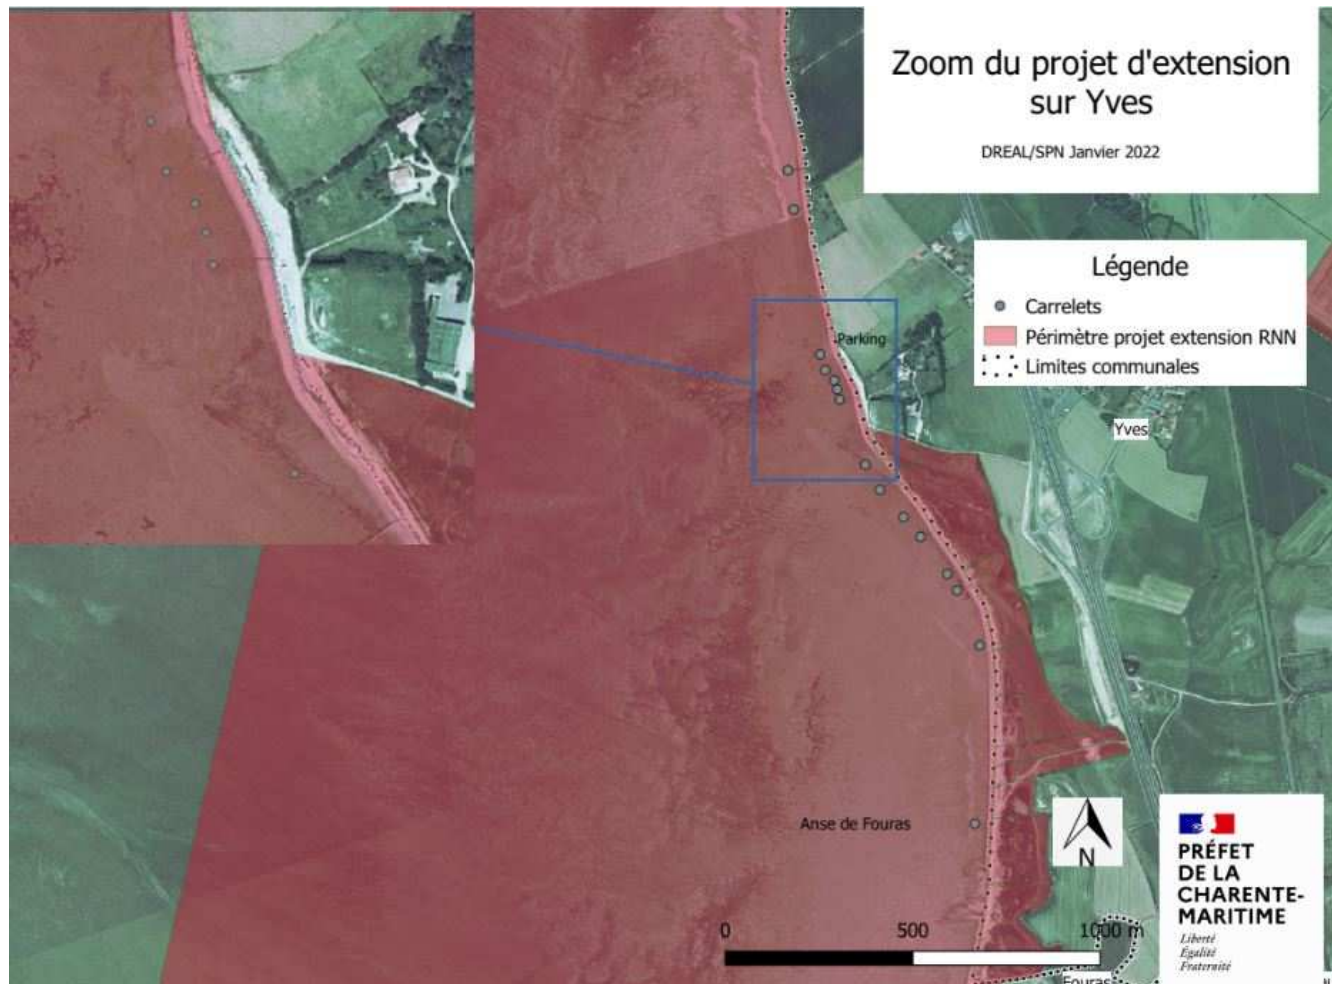 Zoom du projet d'extension
sur Yves
DREAL/SPN Janvier 2022
Légende
Carrelets
Périmètre projet extension RNN
Limites communales
Parking
Yves
Anse de Fouras
N
0 500 1000 m
Fouras
PRÉFET
DE LA
CHARENTE-
MARITIME
Liberté
Égalité
Fraternité